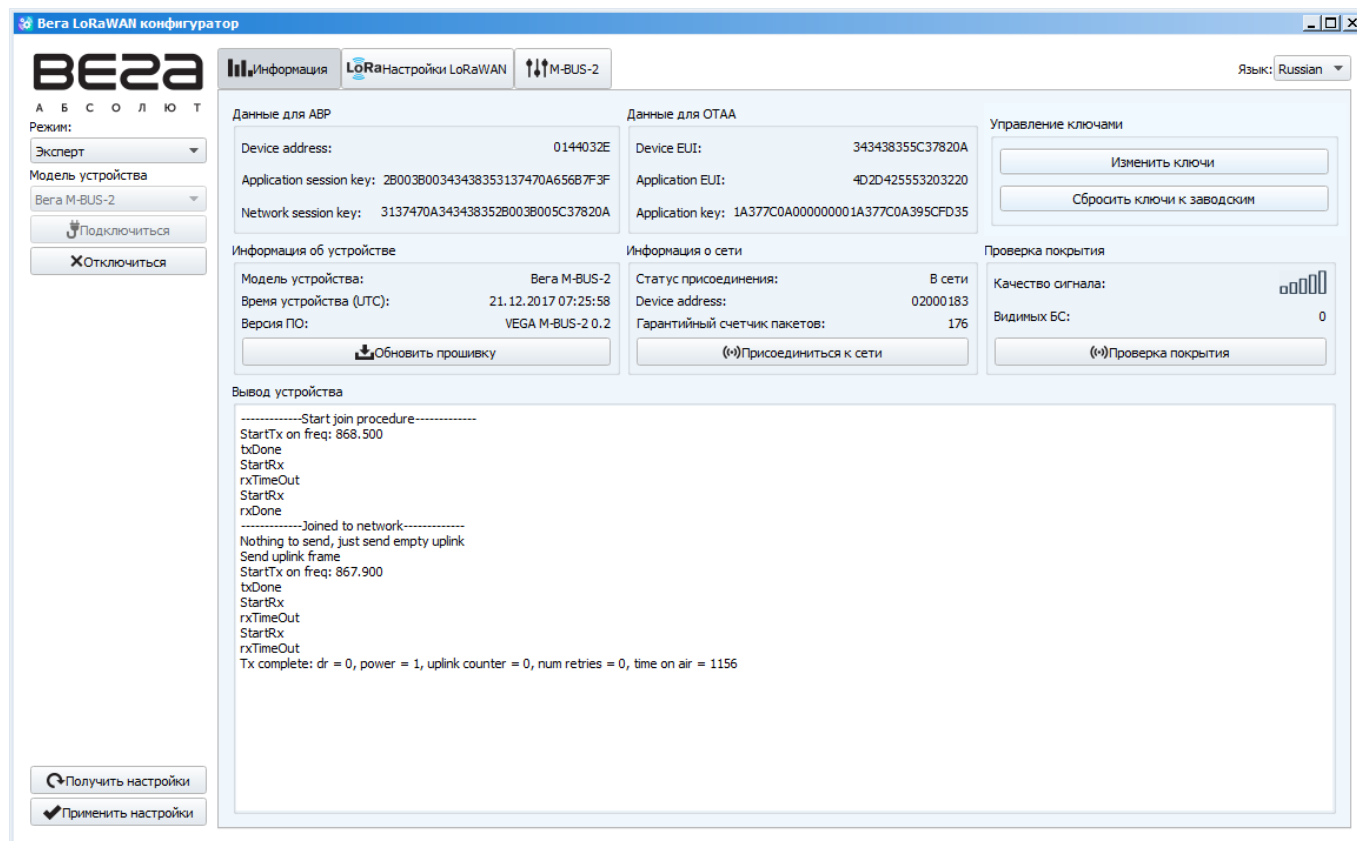 Вега LoRaWAN конфигуратор
ВЕГА
АБСОЛЮТ
Режим:
Эксперт
Модель устройства
Вега M-BUS-2
Подключиться
Отключиться
Получить настройки
Применить настройки
Информация
LoRa Настройки LoRaWAN
M-BUS-2
Язык: Russian
Данные для ABP
Device address: 0144032E
Application session key: 2B003B00343438353137470A656B7F3F
Network session key: 3137470A343438352B003B005C37820A
Данные для OTAA
Device EUI: 343438355C37820A
Application EUI: 4D2D425553203220
Application key: 1A377C0A000000001A377C0A395CFD35
Управление ключами
Изменить ключи
Сбросить ключи к заводским
Информация об устройстве
Модель устройства: Вега M-BUS-2
Время устройства (UTC): 21.12.2017 07:25:58
Версия ПО: VEGA M-BUS-2 0.2
Обновить прошивку
Информация о сети
Статус присоединения: В сети
Device address: 02000183
Гарантийный счетчик пакетов: 176
Присоединиться к сети
Проверка покрытия
Качество сигнала:
Видимых БС: 0
Проверка покрытия
Вывод устройства
-------------Start join procedure-------------
StartTx on freq: 868.500
txDone
StartRx
rxTimeOut
StartRx
rxDone
-------------Joined to network-------------
Nothing to send, just send empty uplink
Send uplink frame
StartTx on freq: 867.900
txDone
StartRx
rxTimeOut
StartRx
rxTimeOut
Tx complete: dr = 0, power = 1, uplink counter = 0, num retries = 0, time on air = 1156